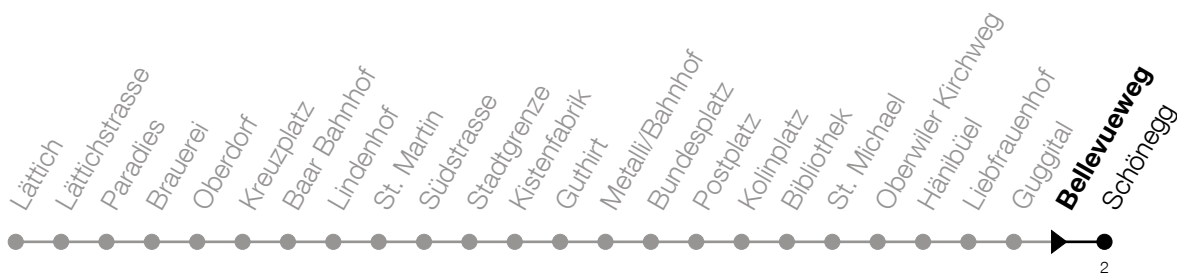 Lättich
Lättichstrasse
Paradies
Brauerei
Oberdorf
Kreuzplatz
Baar Bahnhof
Lindenhof
St. Martin
Südstrasse
Stadtgrenze
Kistenfabrik
Guthirt
Metalli/Bahnhof
Bundesplatz
Postplatz
Kolinplatz
Bibliothek
St. Michael
Oberwiler Kirchweg
Hänibüel
Liebfrauenhof
Guggital
Bellevueweg
Schönegg
2